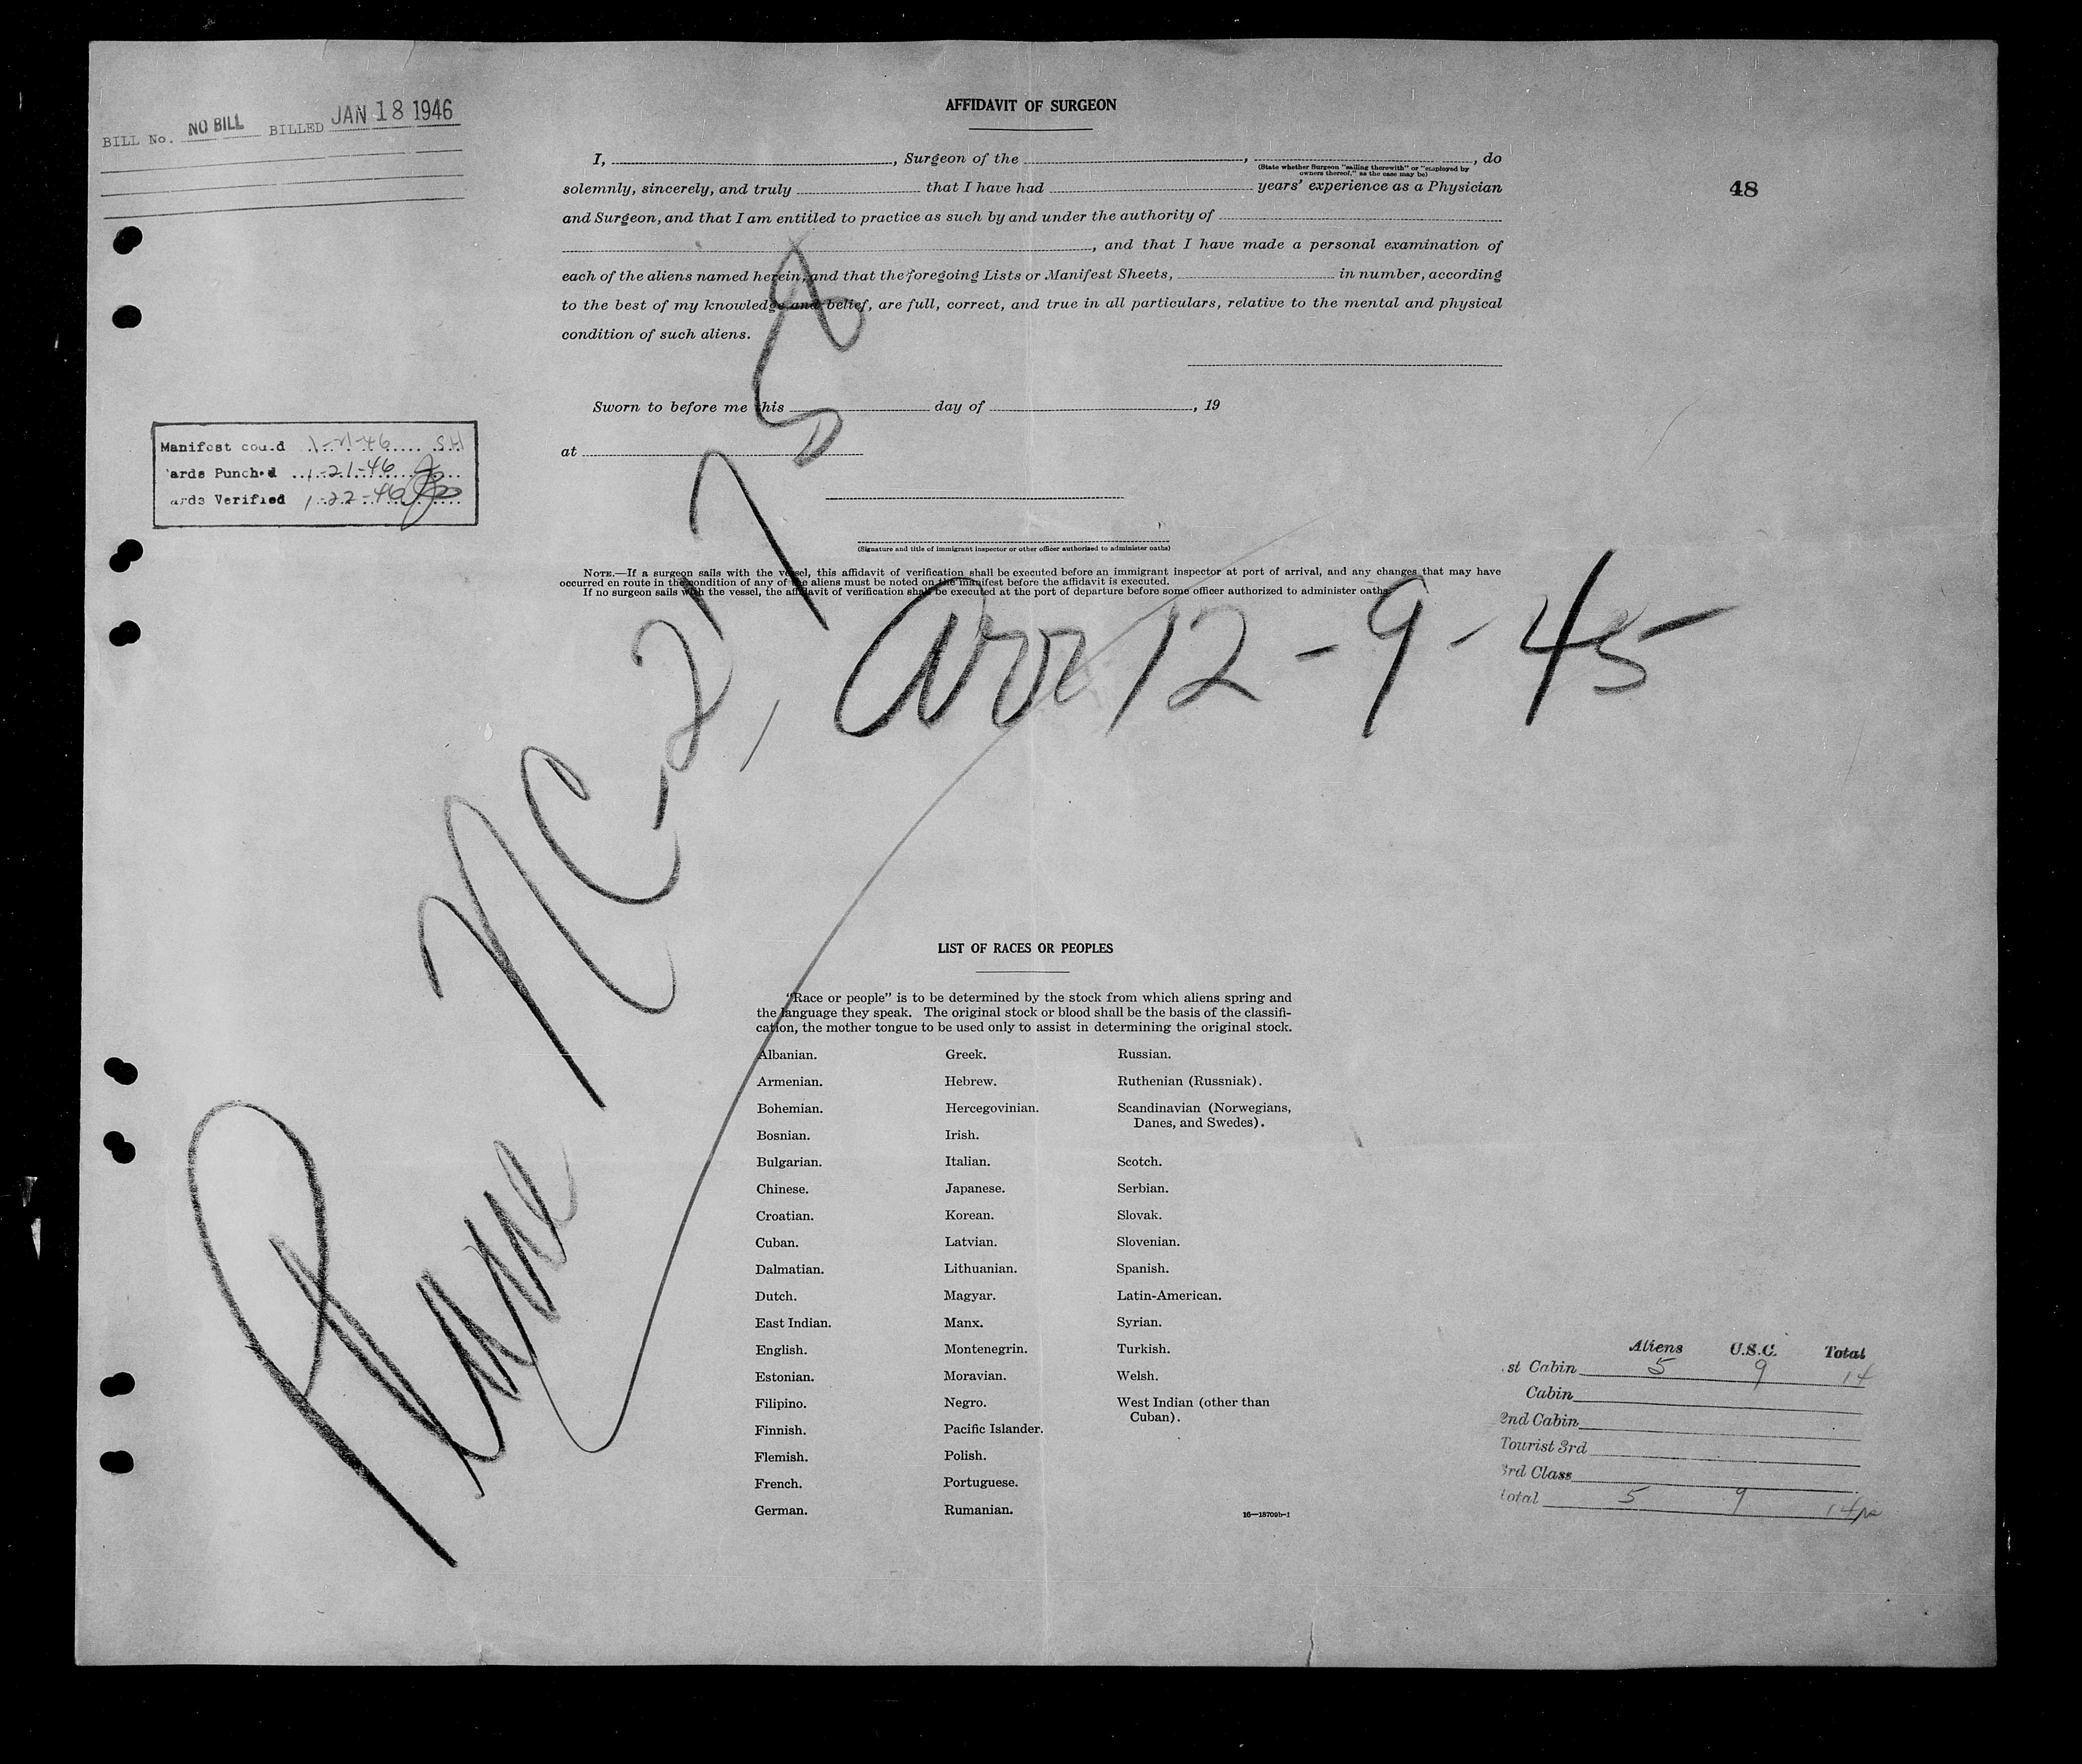 BILL No. NO BILL BILLED JAN 18 1946
AFFIDAVIT OF SURGEON
I, , Surgeon of the , , do
(State whether Surgeon "sailing therewith" or "employed by
owners thereof," as the case may be)
solemnly, sincerely, and truly that I have had years' experience as a Physician
48
and Surgeon, and that I am entitled to practice as such by and under the authority of
, and that I have made a personal examination of
each of the aliens named herein, and that the foregoing Lists or Manifest Sheets, in number, according
to the best of my knowledge and belief, are full, correct, and true in all particulars, relative to the mental and physical
condition of such aliens.
Sworn to before me this day of , 19
at
Manifest cou.d 1-21-46 SH
ards Punched 1-21-46
ards Verified 1-22-46
(Signature and title of immigrant inspector or other officer authorized to administer oaths)
NOTE.—If a surgeon sails with the vessel, this affidavit of verification shall be executed before an immigrant inspector at port of arrival, and any changes that may have
occurred en route in the condition of any of the aliens must be noted on the manifest before the affidavit is executed.
If no surgeon sails with the vessel, the affidavit of verification shall be executed at the port of departure before some officer authorized to administer oaths.
Plane NC-
Arr 12-9-45
LIST OF RACES OR PEOPLES
"Race or people" is to be determined by the stock from which aliens spring and
the language they speak. The original stock or blood shall be the basis of the classifi-
cation, the mother tongue to be used only to assist in determining the original stock.
Albanian.
Armenian.
Bohemian.
Bosnian.
Bulgarian.
Chinese.
Croatian.
Cuban.
Dalmatian.
Dutch.
East Indian.
English.
Estonian.
Filipino.
Finnish.
Flemish.
French.
German.
Greek.
Hebrew.
Hercegovinian.
Irish.
Italian.
Japanese.
Korean.
Latvian.
Lithuanian.
Magyar.
Manx.
Montenegrin.
Moravian.
Negro.
Pacific Islander.
Polish.
Portuguese.
Rumanian.
Russian.
Ruthenian (Russniak).
Scandinavian (Norwegians,
Danes, and Swedes).
Scotch.
Serbian.
Slovak.
Slovenian.
Spanish.
Latin-American.
Syrian.
Turkish.
Welsh.
West Indian (other than
Cuban).
16—18709b-1
Aliens U.S.C. Total
st Cabin 5 9 14
Cabin
2nd Cabin
Tourist 3rd
3rd Class
Total 5 9 14